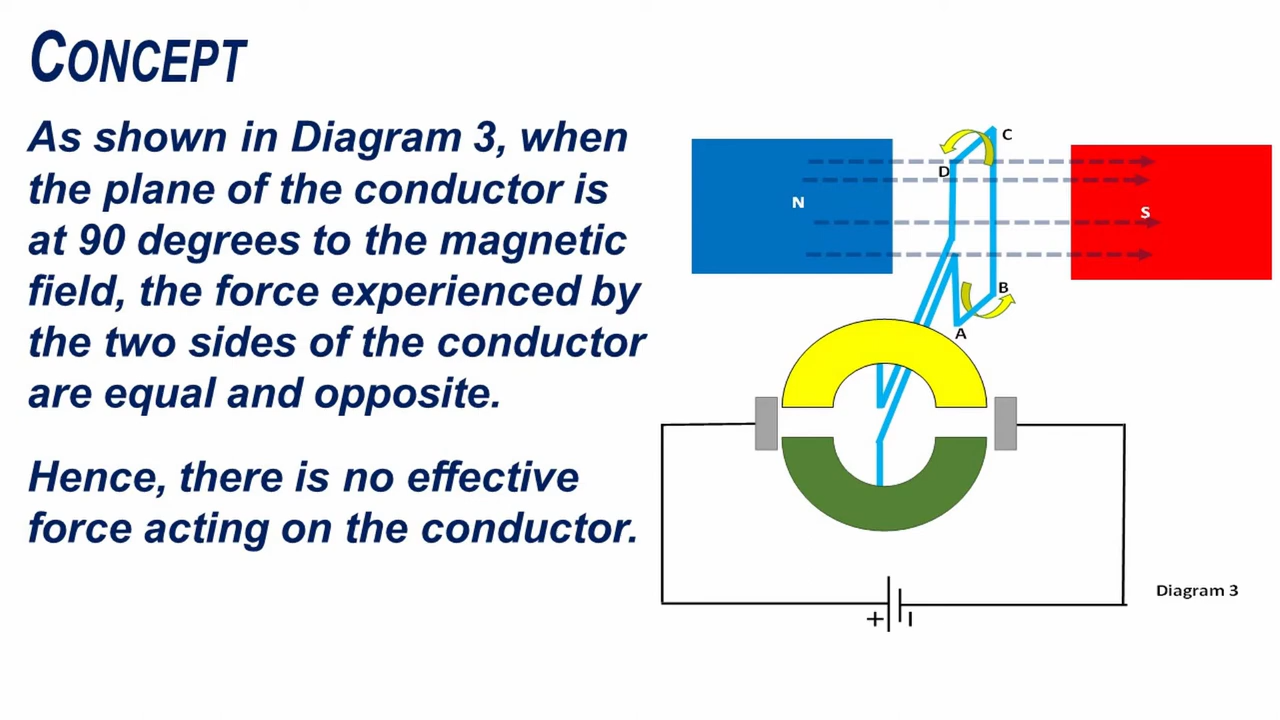 CONCEPT
As shown in Diagram 3, when
the plane of the conductor is
at 90 degrees to the magnetic
field, the force experienced by
the two sides of the conductor
are equal and opposite.
Hence, there is no effective
force acting on the conductor.
C
D
N
S
B
A
Diagram 3
+